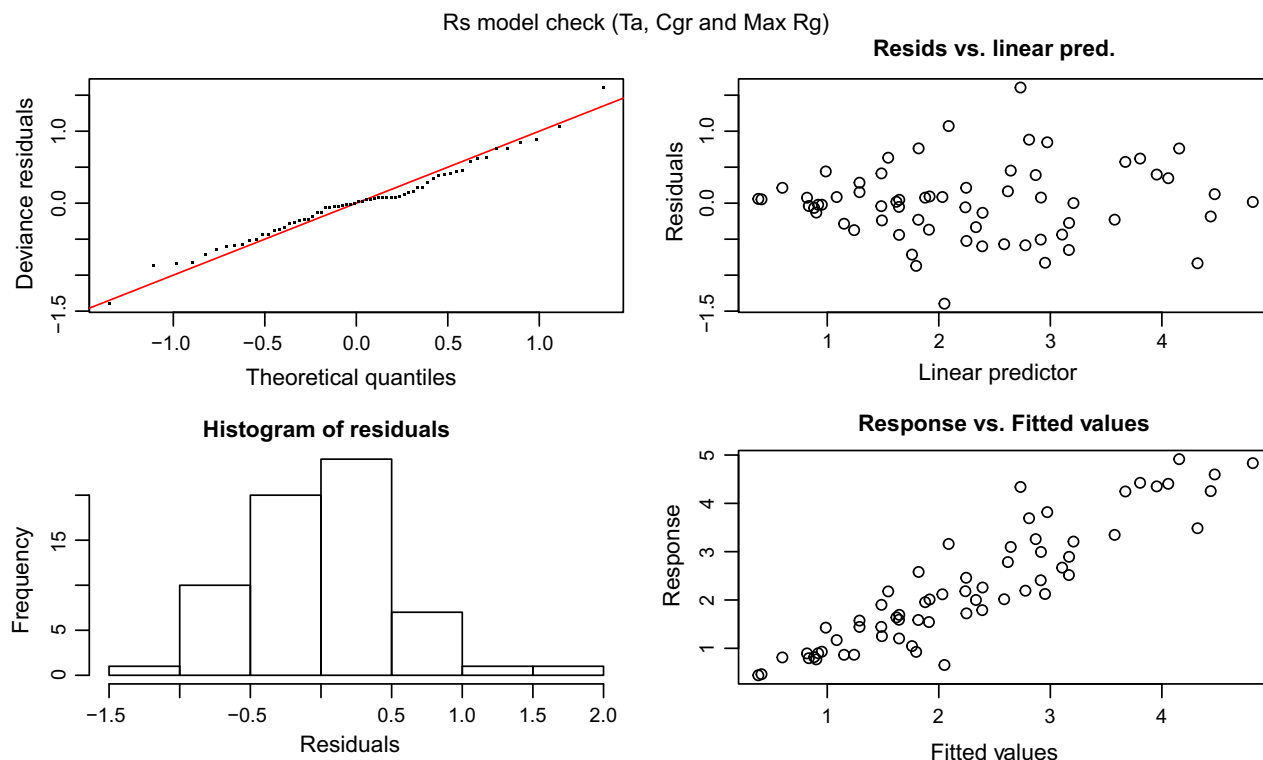 Rs model check (Ta, Cgr and Max Rg)
Deviance residuals
1.0
0.0
−1.5
−1.0
−0.5
0.0
0.5
1.0
Theoretical quantiles
Resids vs. linear pred.
Residuals
1.0
0.0
−1.5
1
2
3
4
Linear predictor
Histogram of residuals
Frequency
15
5
0
−1.5
−0.5
0.5
1.0
1.5
2.0
Residuals
Response vs. Fitted values
Response
5
4
3
2
1
1
2
3
4
Fitted values